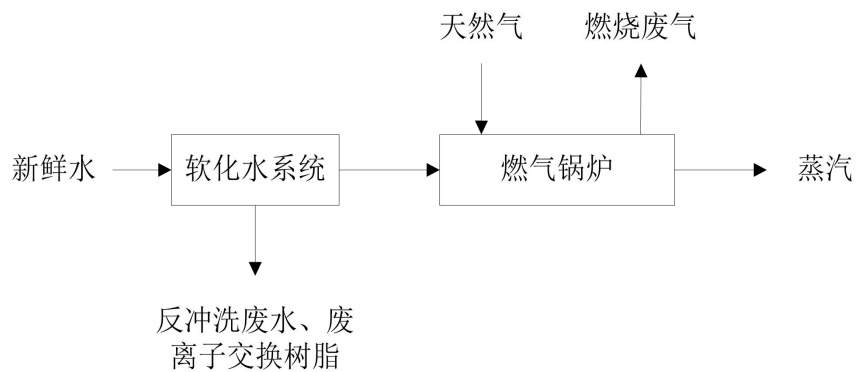 天然气
燃烧废气
新鲜水
软化水系统
燃气锅炉
蒸汽
反冲洗废水、废
离子交换树脂